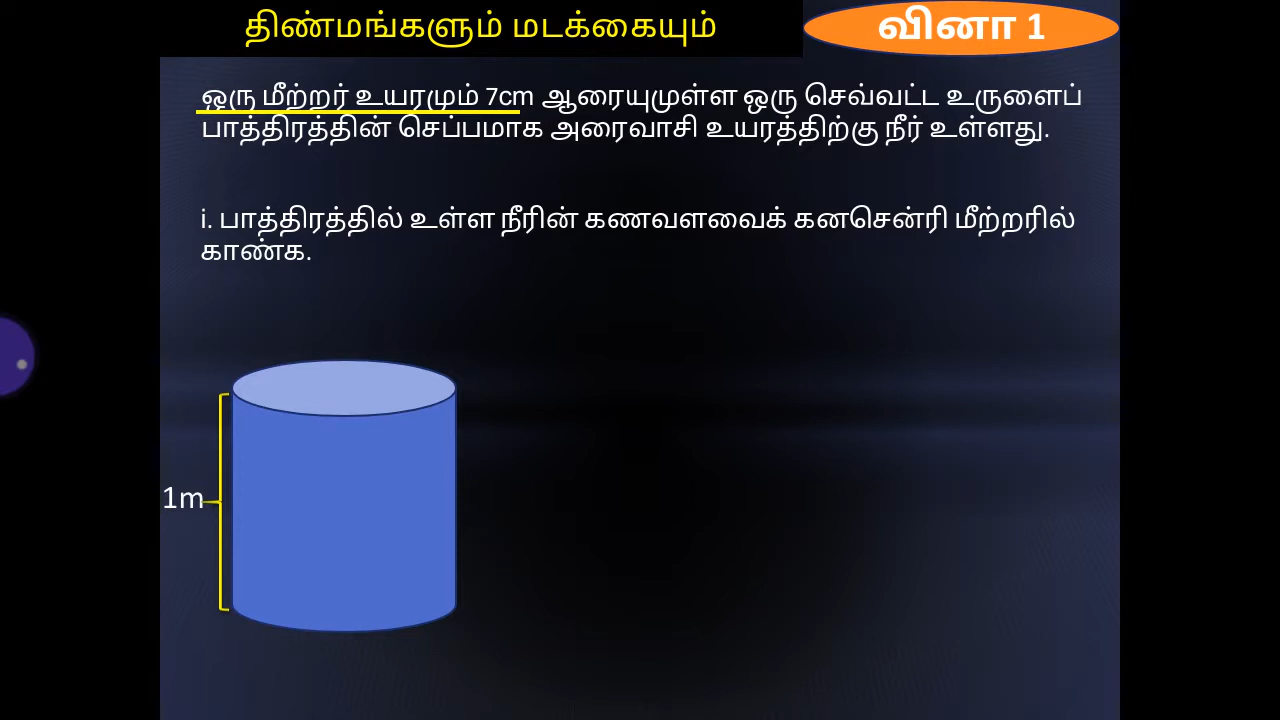 திண்மங்களும் மடக்கையும்
வினா 1
ஒரு மீற்றர் உயரமும் 7cm ஆரையுமுள்ள ஒரு செவ்வட்ட உருளைப்
பாத்திரத்தின் செப்பமாக அரைவாசி உயரத்திற்கு நீர் உள்ளது.
i. பாத்திரத்தில் உள்ள நீரின் கணவளவைக் கனசென்ரி மீற்றரில்
காண்க.
1m